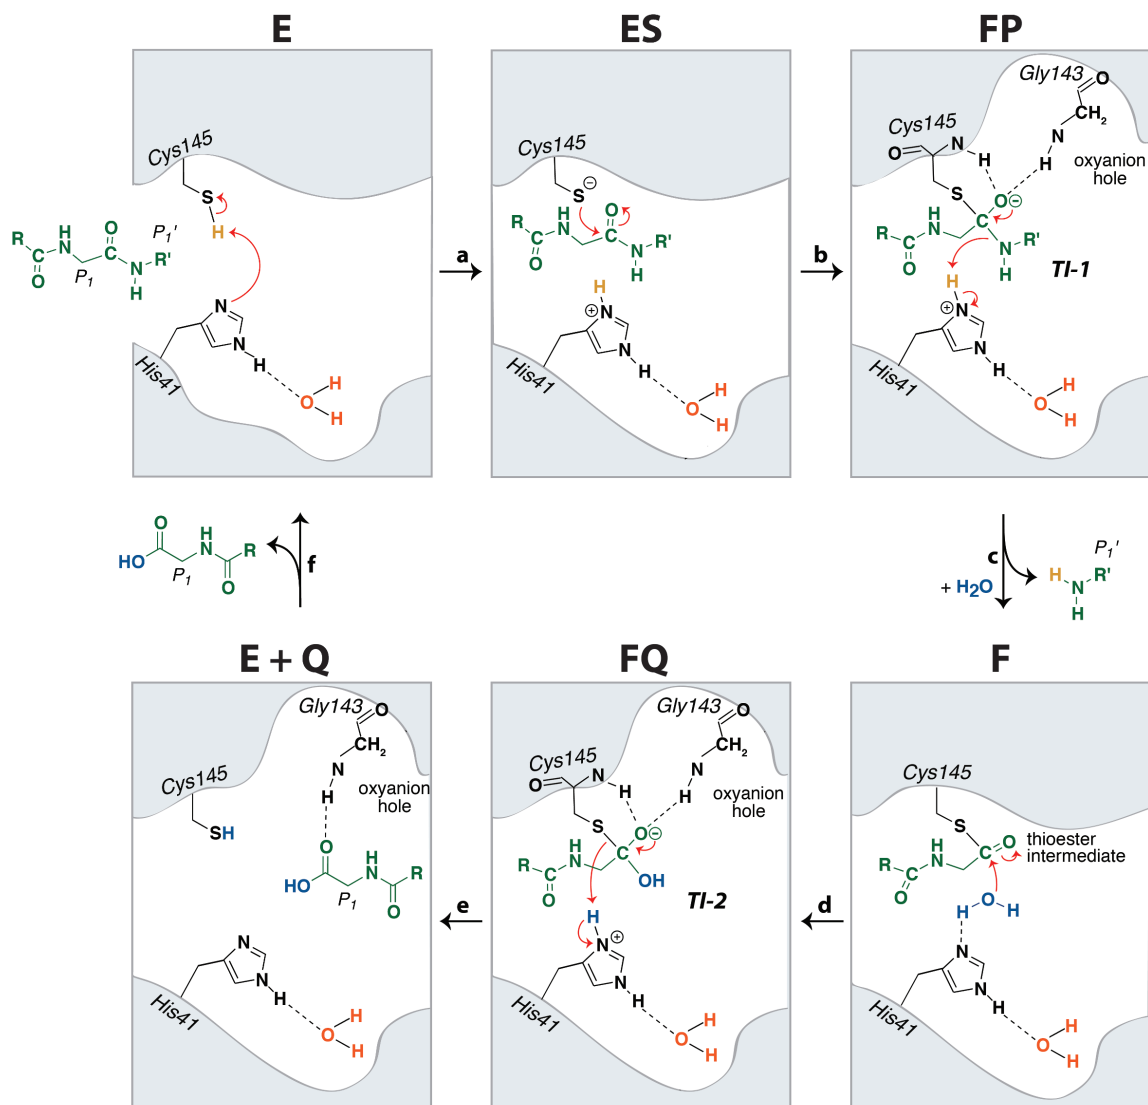 E
ES
FP
Cys145
S
H
R
O
H
N
P1
O
N
H
R'
P1'
N
N
H
His41
O
H
H
a
Cys145
S
⊖
R
O
H
N
O
C
N
H
R'
H
N
⊕
N
H
His41
O
H
H
b
Gly143
O
CH2
N
H
oxyanion
hole
Cys145
O
N
H
S
O⊖
C
H
N
R
O
N
H
R'
TI-1
H
N
⊕
N
H
His41
O
H
H
O
HO
P1
H
N
R
O
f
c
+ H2O
P1'
H
N
R'
H
E + Q
FQ
F
Gly143
O
CH2
N
H
oxyanion
hole
Cys145
SH
O
HO
P1
H
N
R
O
N
N
H
His41
O
H
H
e
Gly143
O
CH2
N
H
oxyanion
hole
Cys145
O
N
H
S
O⊖
C
OH
H
N
R
O
TI-2
H
N
⊕
N
H
His41
O
H
H
d
Cys145
S
C
O
thioester
intermediate
H
N
R
O
H
O
H
N
N
H
His41
O
H
H